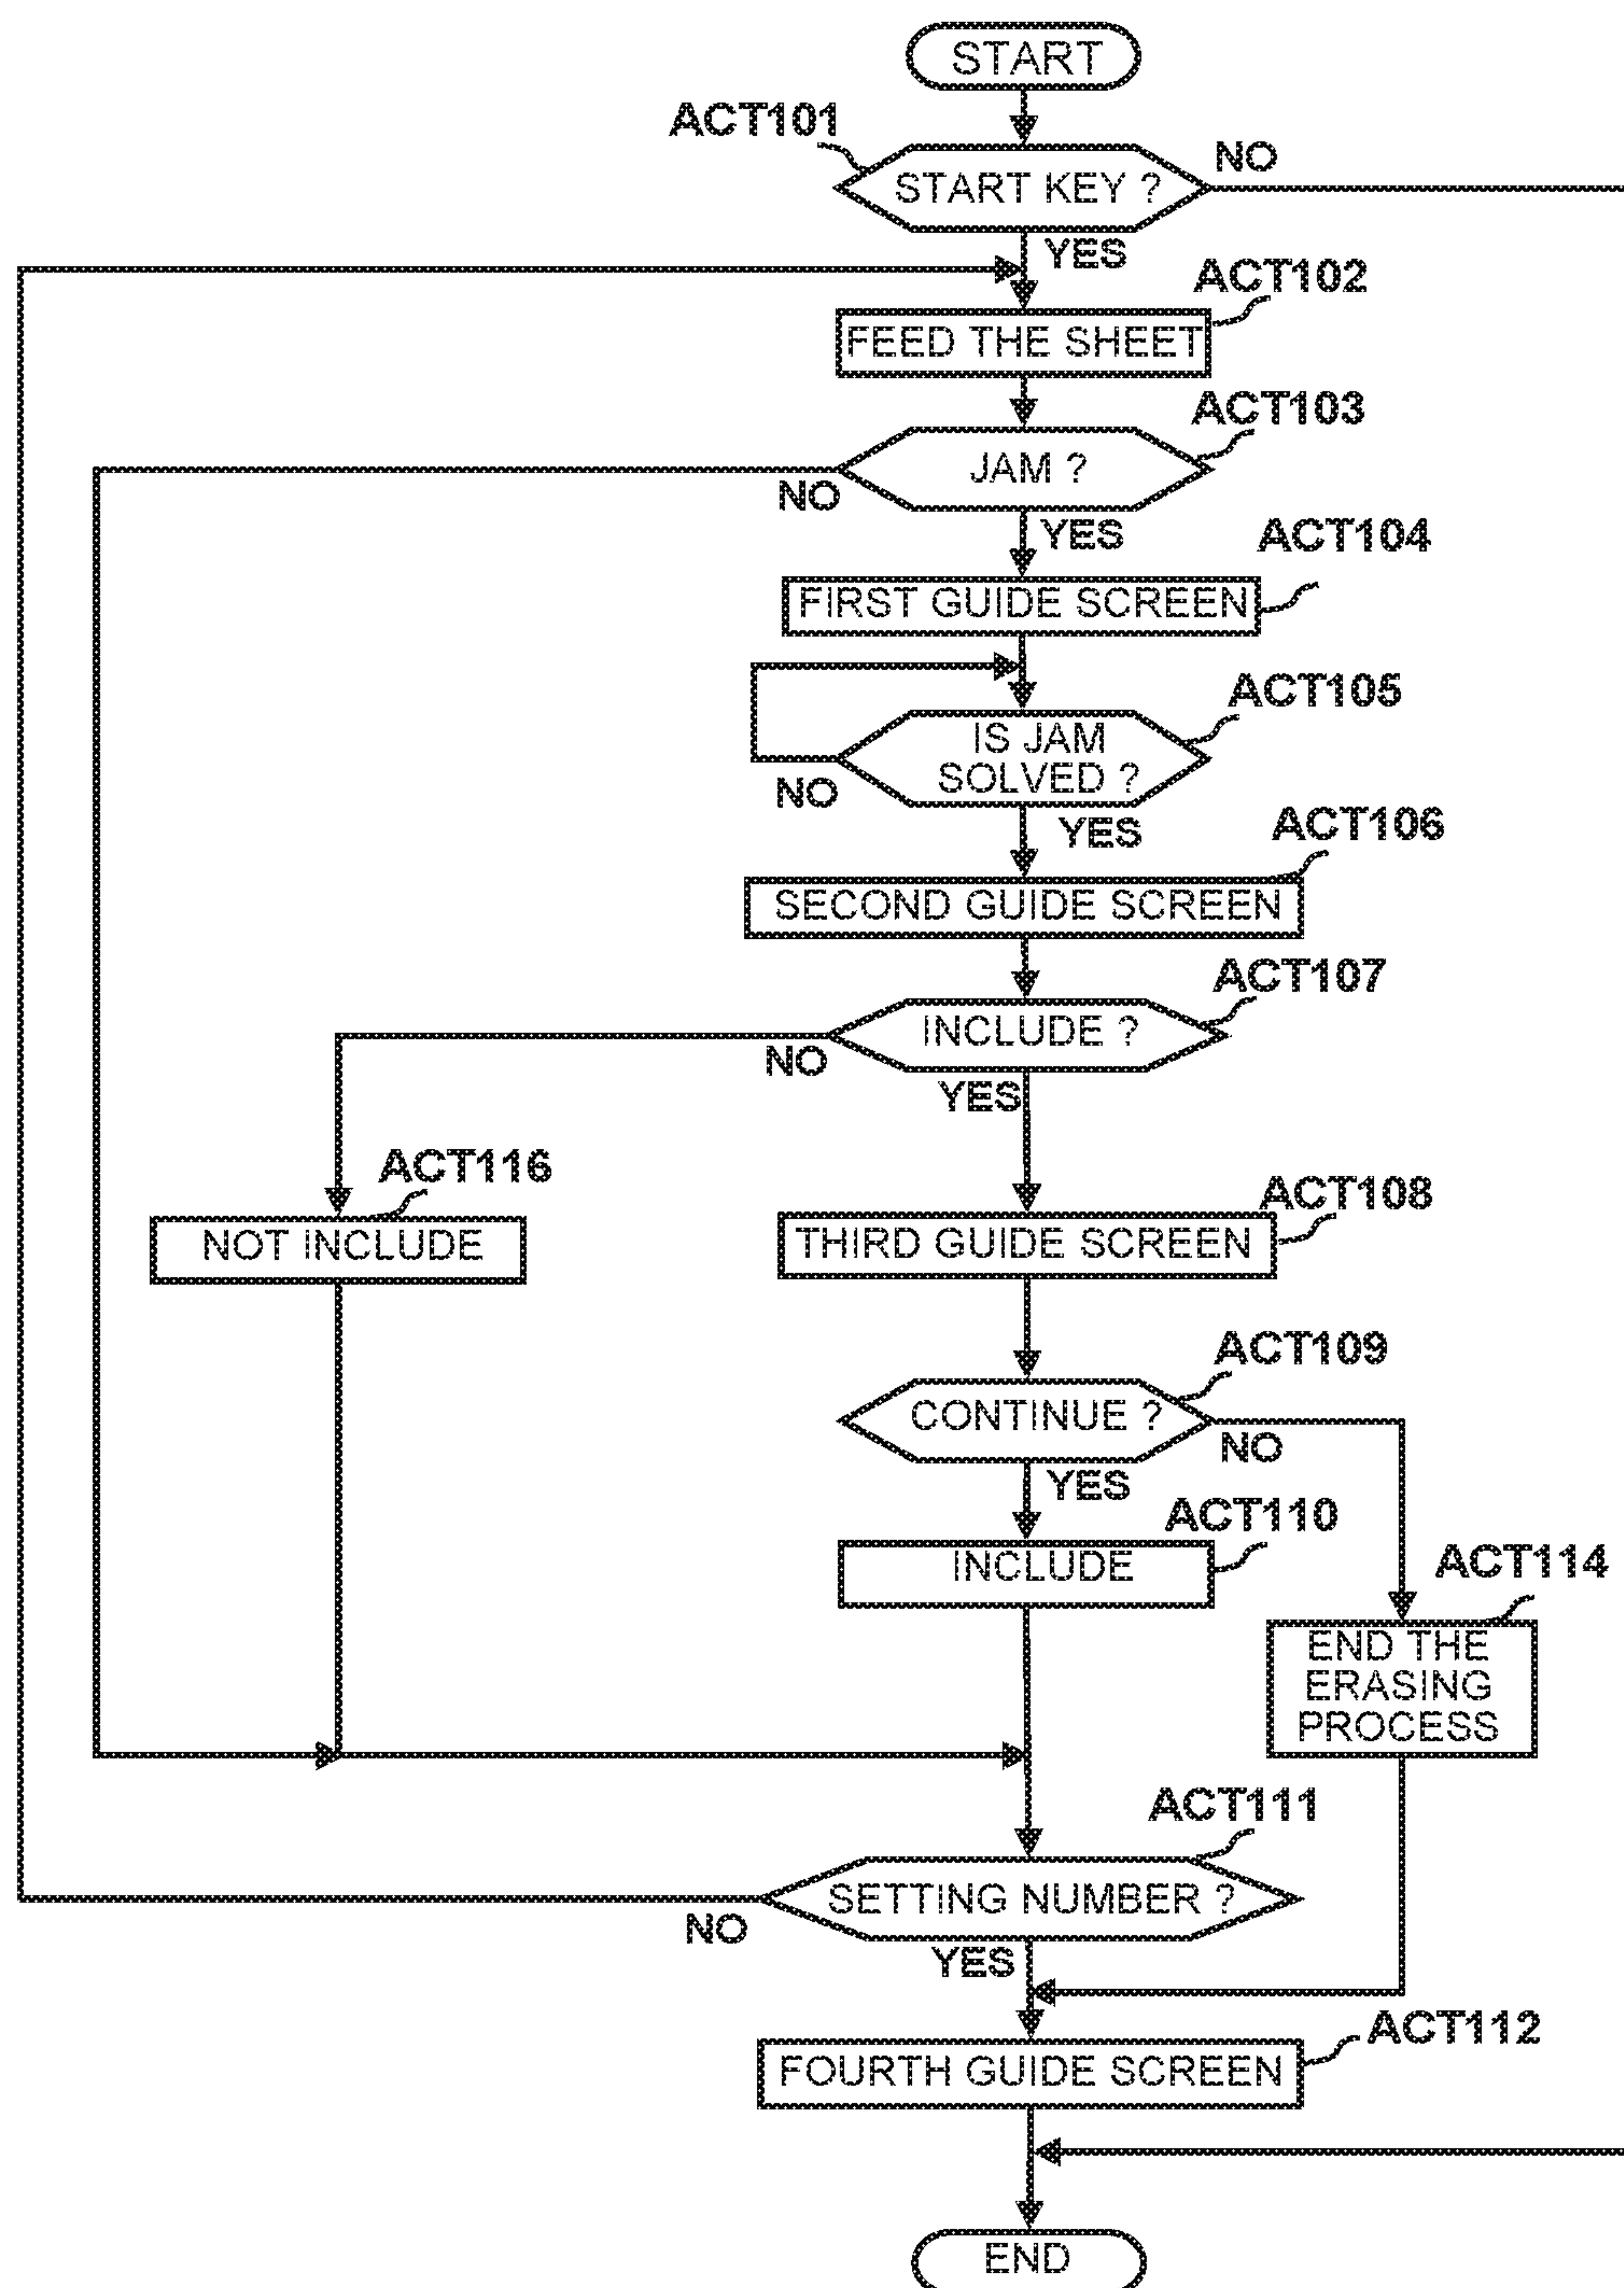 START
ACT101
START KEY ?
NO
YES
ACT102
FEED THE SHEET
ACT103
JAM ?
NO
YES
ACT104
FIRST GUIDE SCREEN
ACT105
IS JAM
SOLVED ?
NO
YES
ACT106
SECOND GUIDE SCREEN
ACT107
INCLUDE ?
NO
YES
ACT116
NOT INCLUDE
ACT108
THIRD GUIDE SCREEN
ACT109
CONTINUE ?
NO
YES
ACT110
INCLUDE
ACT114
END THE
ERASING
PROCESS
ACT111
SETTING NUMBER ?
NO
YES
ACT112
FOURTH GUIDE SCREEN
END